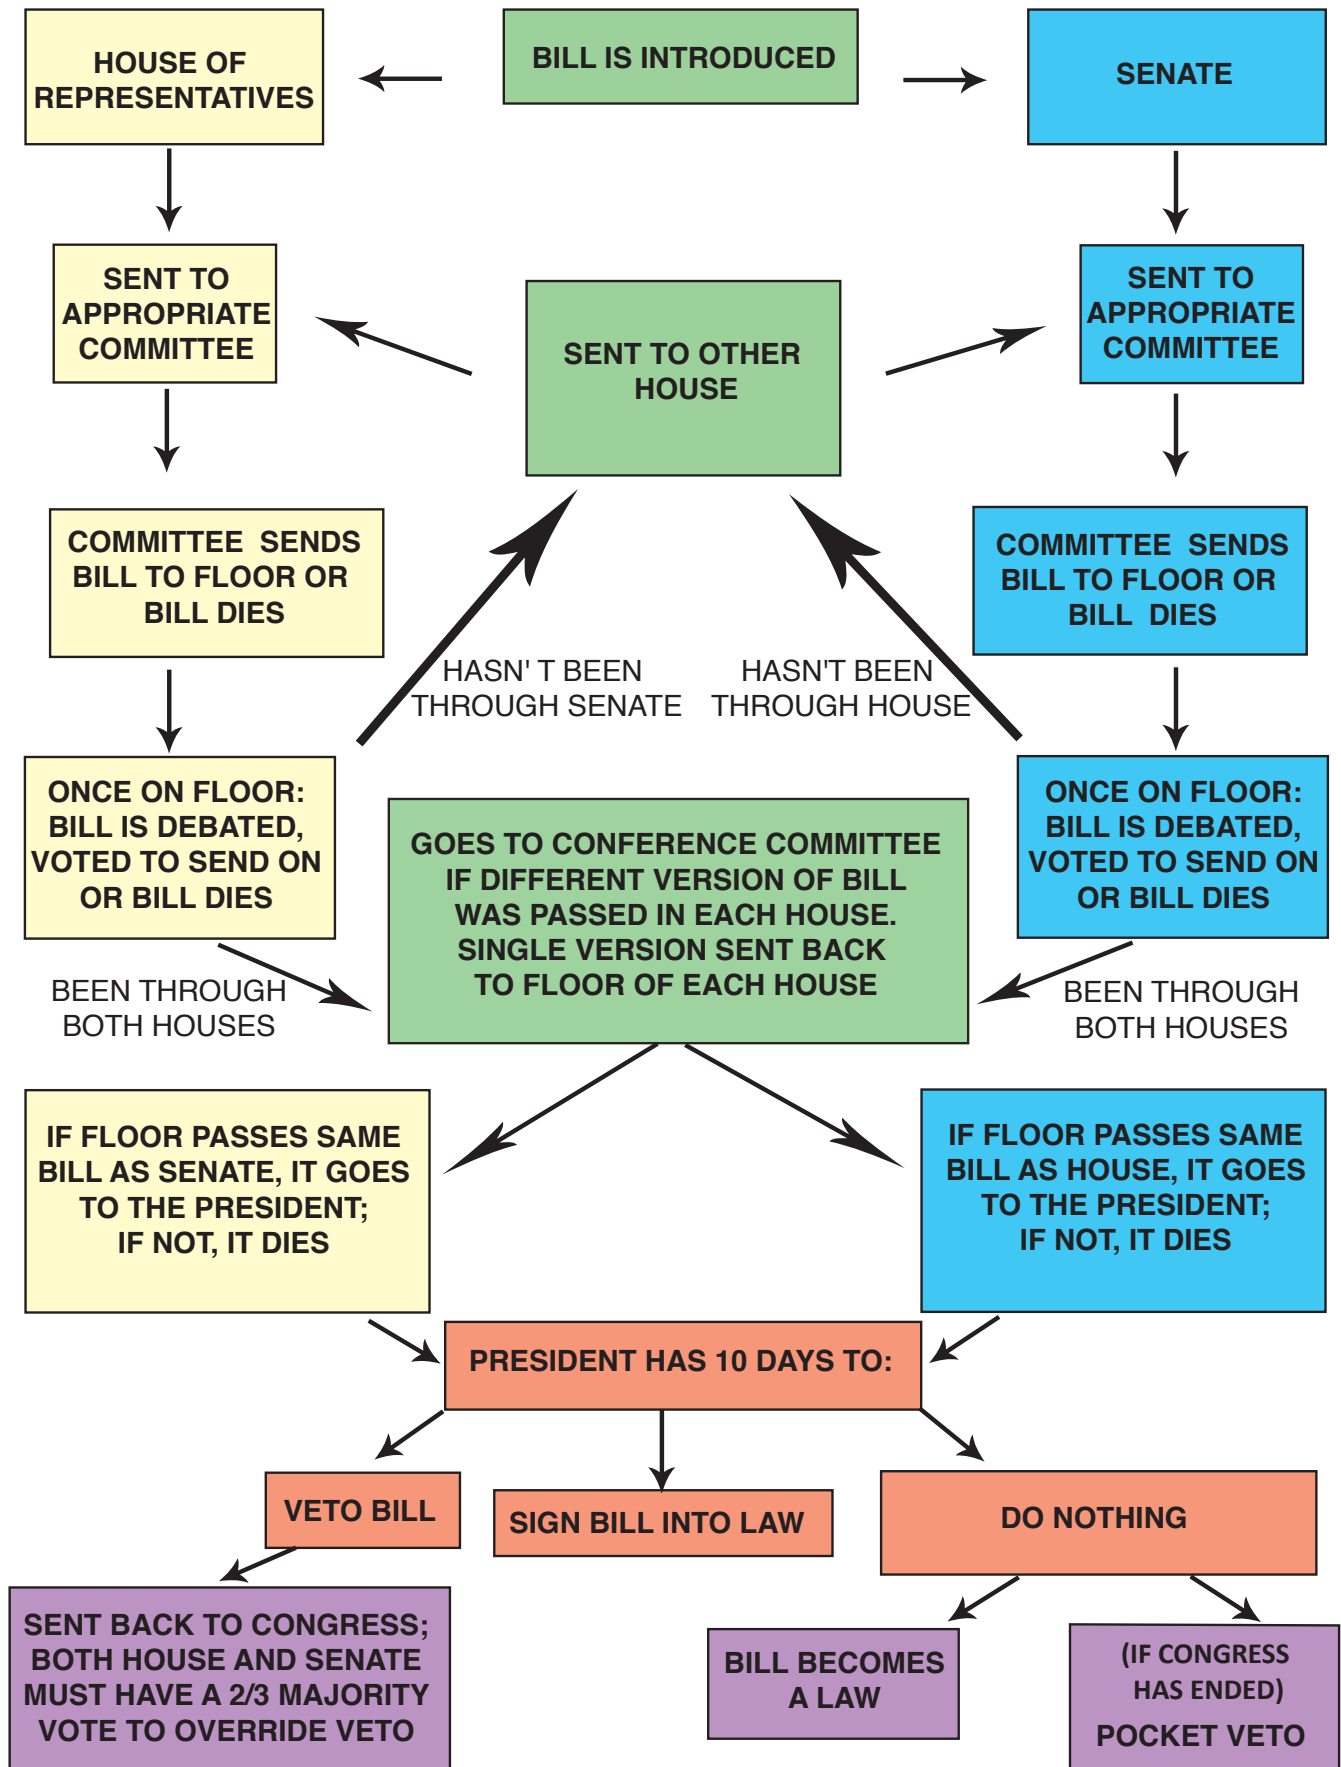 HOUSE OF
REPRESENTATIVES
BILL IS INTRODUCED
SENATE
SENT TO
APPROPRIATE
COMMITTEE
SENT TO OTHER
HOUSE
SENT TO
APPROPRIATE
COMMITTEE
COMMITTEE SENDS
BILL TO FLOOR OR
BILL DIES
COMMITTEE SENDS
BILL TO FLOOR OR
BILL DIES
HASN' T BEEN
THROUGH SENATE
HASN'T BEEN
THROUGH HOUSE
ONCE ON FLOOR:
BILL IS DEBATED,
VOTED TO SEND ON
OR BILL DIES
GOES TO CONFERENCE COMMITTEE
IF DIFFERENT VERSION OF BILL
WAS PASSED IN EACH HOUSE.
SINGLE VERSION SENT BACK
TO FLOOR OF EACH HOUSE
ONCE ON FLOOR:
BILL IS DEBATED,
VOTED TO SEND ON
OR BILL DIES
BEEN THROUGH
BOTH HOUSES
BEEN THROUGH
BOTH HOUSES
IF FLOOR PASSES SAME
BILL AS SENATE, IT GOES
TO THE PRESIDENT;
IF NOT, IT DIES
IF FLOOR PASSES SAME
BILL AS HOUSE, IT GOES
TO THE PRESIDENT;
IF NOT, IT DIES
PRESIDENT HAS 10 DAYS TO:
VETO BILL
SIGN BILL INTO LAW
DO NOTHING
SENT BACK TO CONGRESS;
BOTH HOUSE AND SENATE
MUST HAVE A 2/3 MAJORITY
VOTE TO OVERRIDE VETO
BILL BECOMES
A LAW
(IF CONGRESS
HAS ENDED)
POCKET VETO